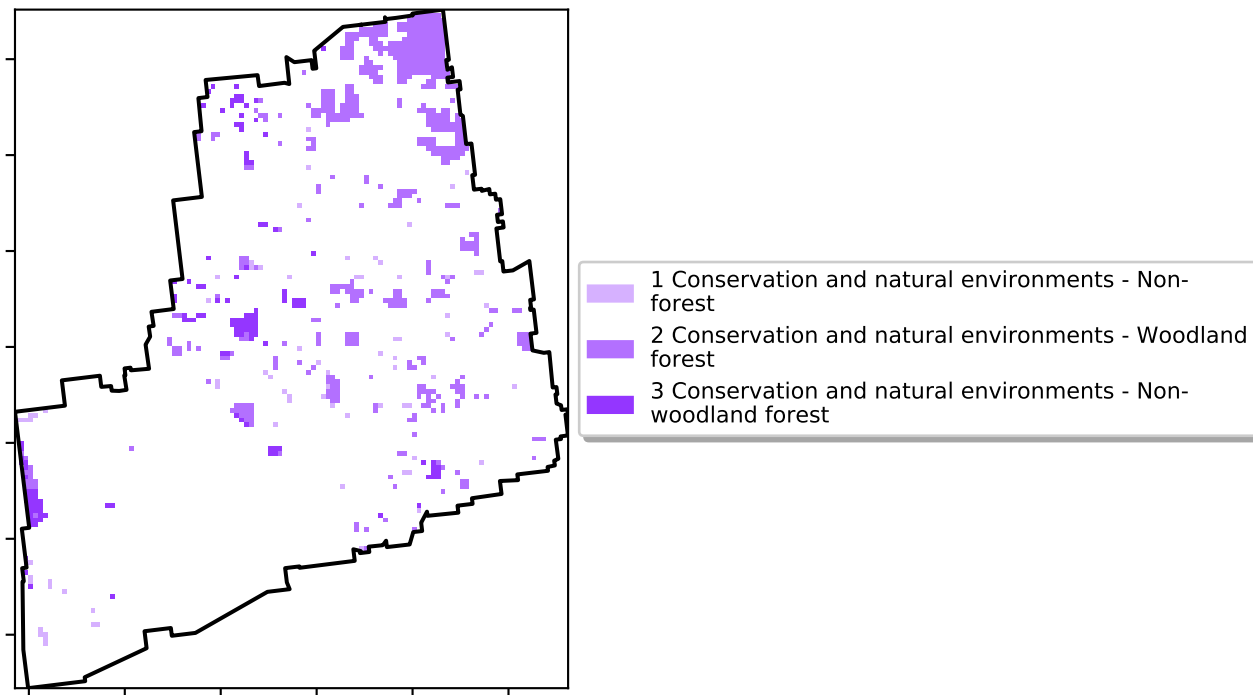 1 Conservation and natural environments - Non-
forest
2 Conservation and natural environments - Woodland
forest
3 Conservation and natural environments - Non-
woodland forest